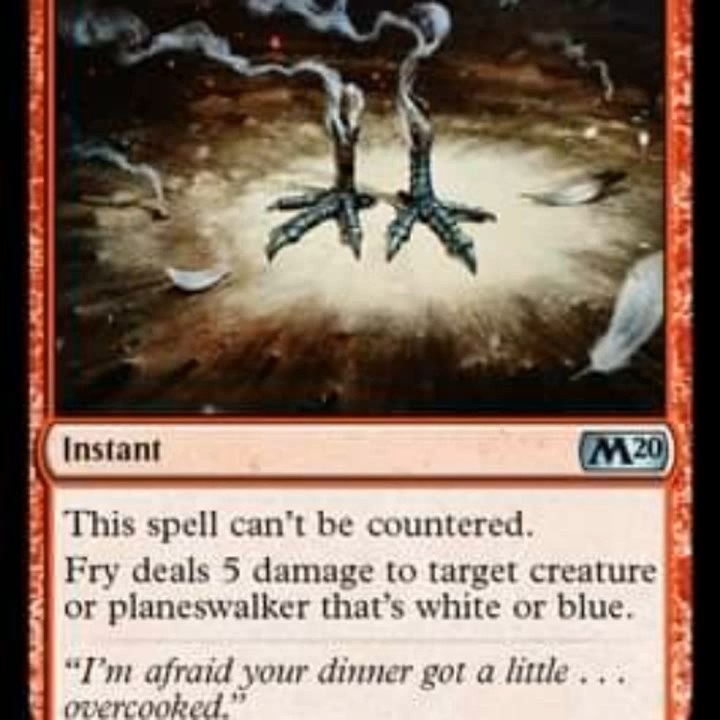 Instant M20
This spell can't be countered.
Fry deals 5 damage to target creature
or planeswalker that's white or blue.
"I'm afraid your dinner got a little . . .
overcooked."